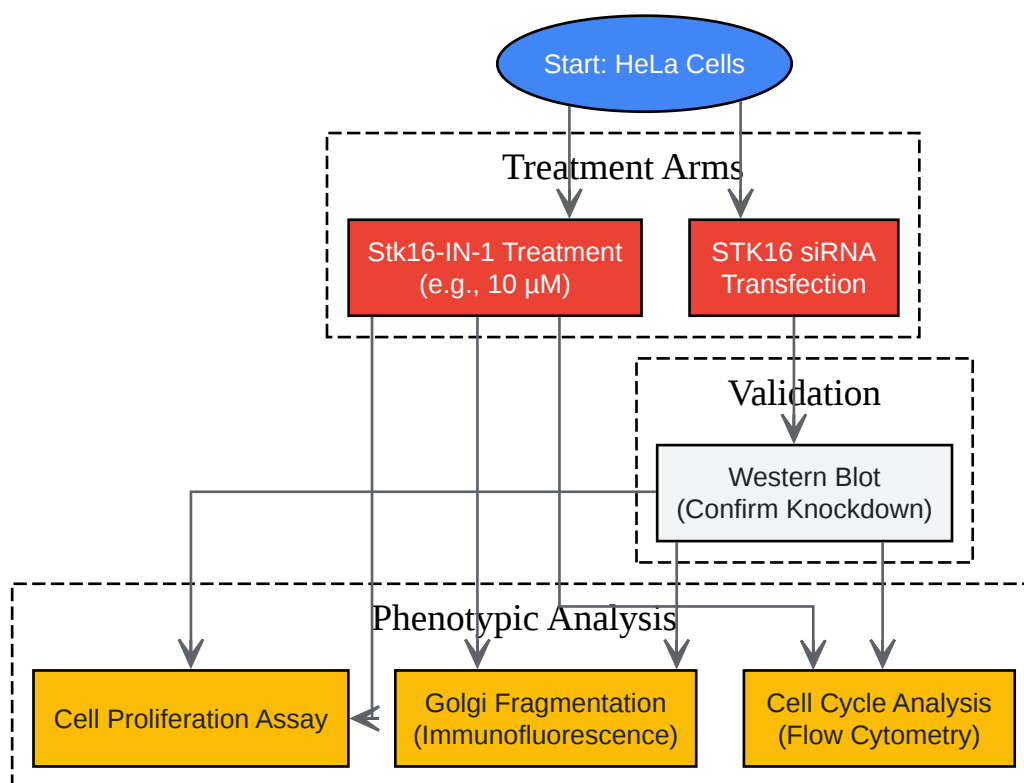 Start: HeLa Cells
Treatment Arms
Stk16-IN-1 Treatment
(e.g., 10 µM)
STK16 siRNA
Transfection
Validation
Western Blot
(Confirm Knockdown)
Phenotypic Analysis
Cell Proliferation Assay
Golgi Fragmentation
(Immunofluorescence)
Cell Cycle Analysis
(Flow Cytometry)